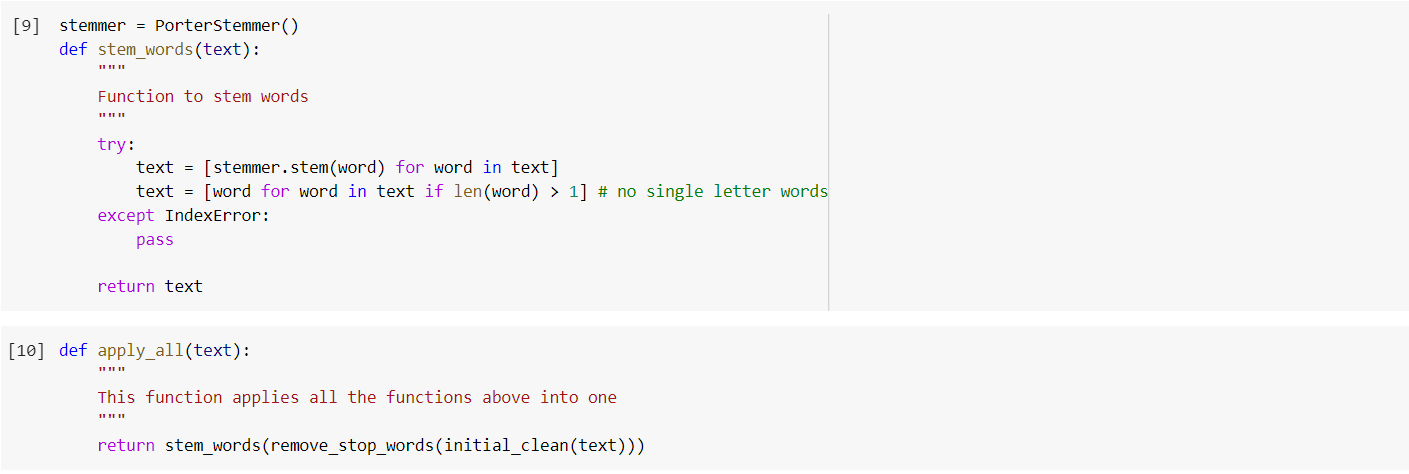 [9] stemmer = PorterStemmer()
def stem_words(text):
    """
    Function to stem words
    """
    try:
        text = [stemmer.stem(word) for word in text]
        text = [word for word in text if len(word) > 1] # no single letter words
    except IndexError:
        pass

    return text
[10] def apply_all(text):
    """
    This function applies all the functions above into one
    """
    return stem_words(remove_stop_words(initial_clean(text)))